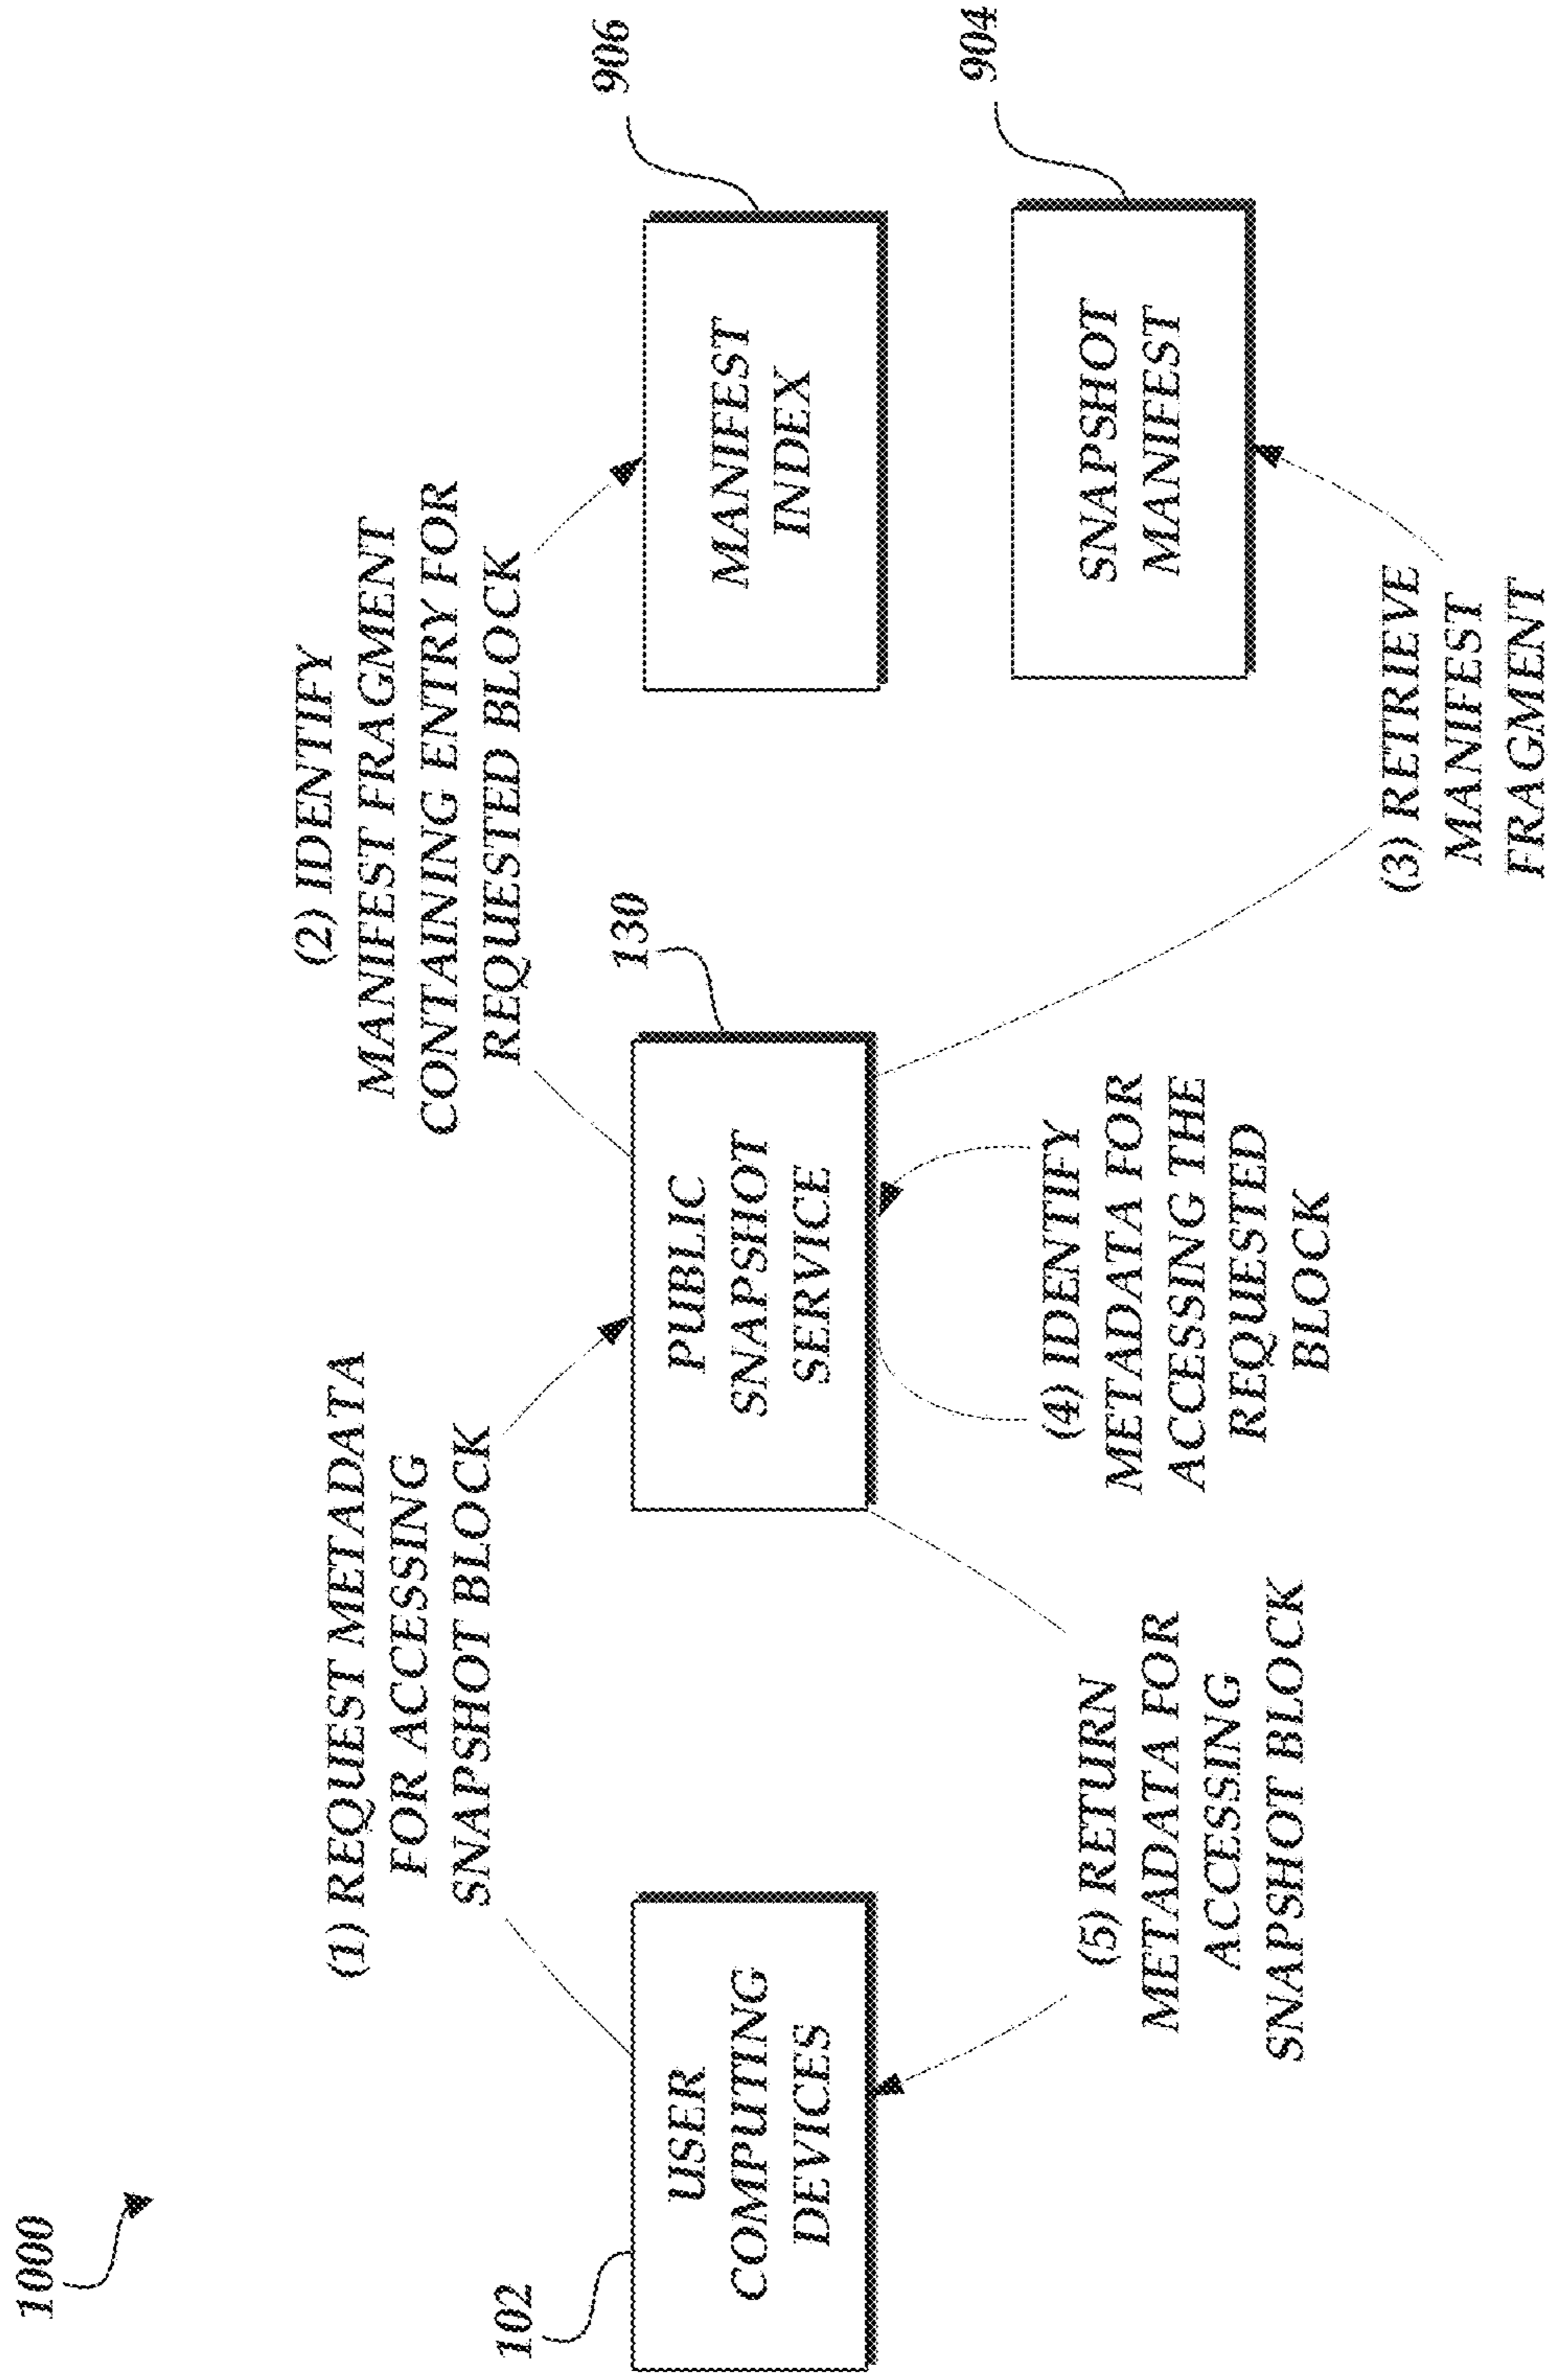 1000
(1) REQUEST METADATA
FOR ACCESSING
SNAPSHOT BLOCK
(2) IDENTIFY
MANIFEST FRAGMENT
CONTAINING ENTRY FOR
REQUESTED BLOCK
102
USER
COMPUTING
DEVICES
130
PUBLIC
SNAPSHOT
SERVICE
906
MANIFEST
INDEX
904
SNAPSHOT
MANIFEST
(5) RETURN
METADATA FOR
ACCESSING
SNAPSHOT BLOCK
(4) IDENTIFY
METADATA FOR
ACCESSING THE
REQUESTED
BLOCK
(3) RETRIEVE
MANIFEST
FRAGMENT